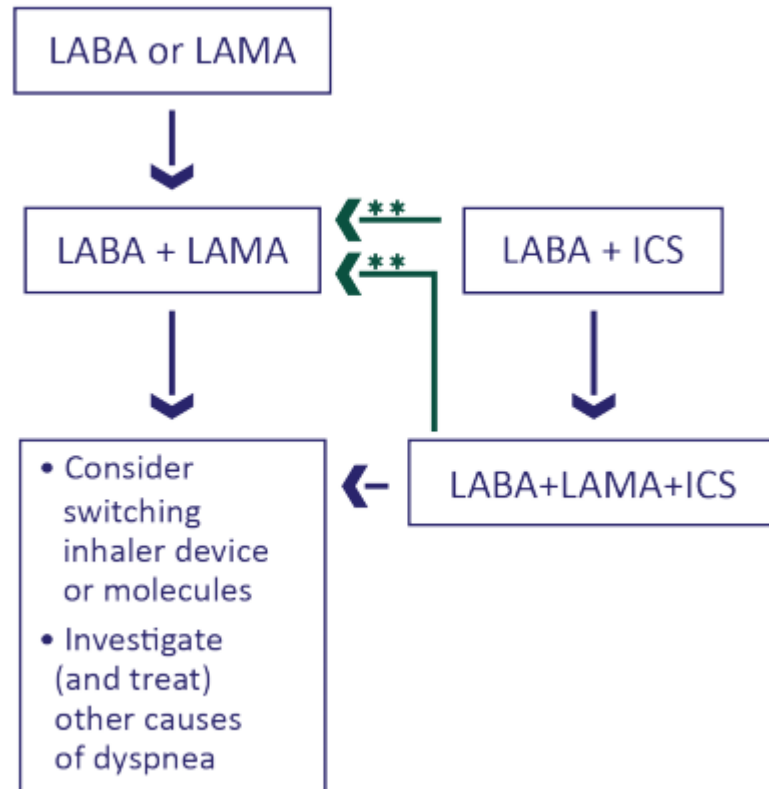 LABA or LAMA
**
LABA + LAMA
LABA + ICS
**
• Consider
switching
inhaler device
or molecules
LABA+LAMA+ICS
• Investigate
(and treat)
other causes
of dyspnea